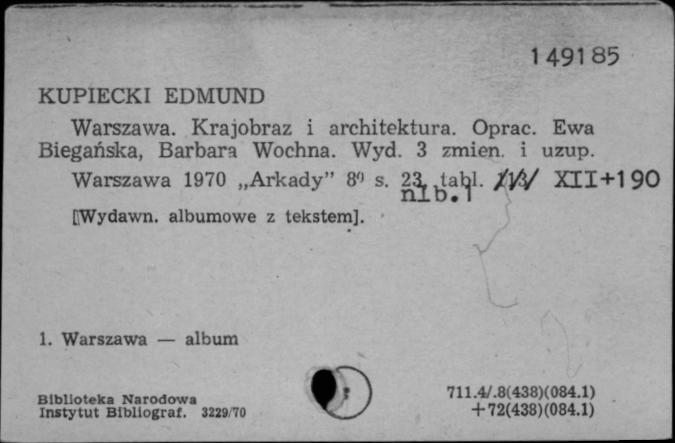 149185
KUPIECKI EDMUND
Warszawa. Krajobraz i architektura. Oprac. Ewa
Biegańska, Barbara Wochna. Wyd. 3 zmien. i uzup.
Warszawa 1970 „Arkady” 8⁰ s. 23, tabl. XII+190
nlb.1
[Wydawn. albumowe z tekstem].
1. Warszawa — album
Biblioteka Narodowa
Instytut Bibliograf. 3229/70
711.4/.8(438)(084.1)
+72(438)(084.1)